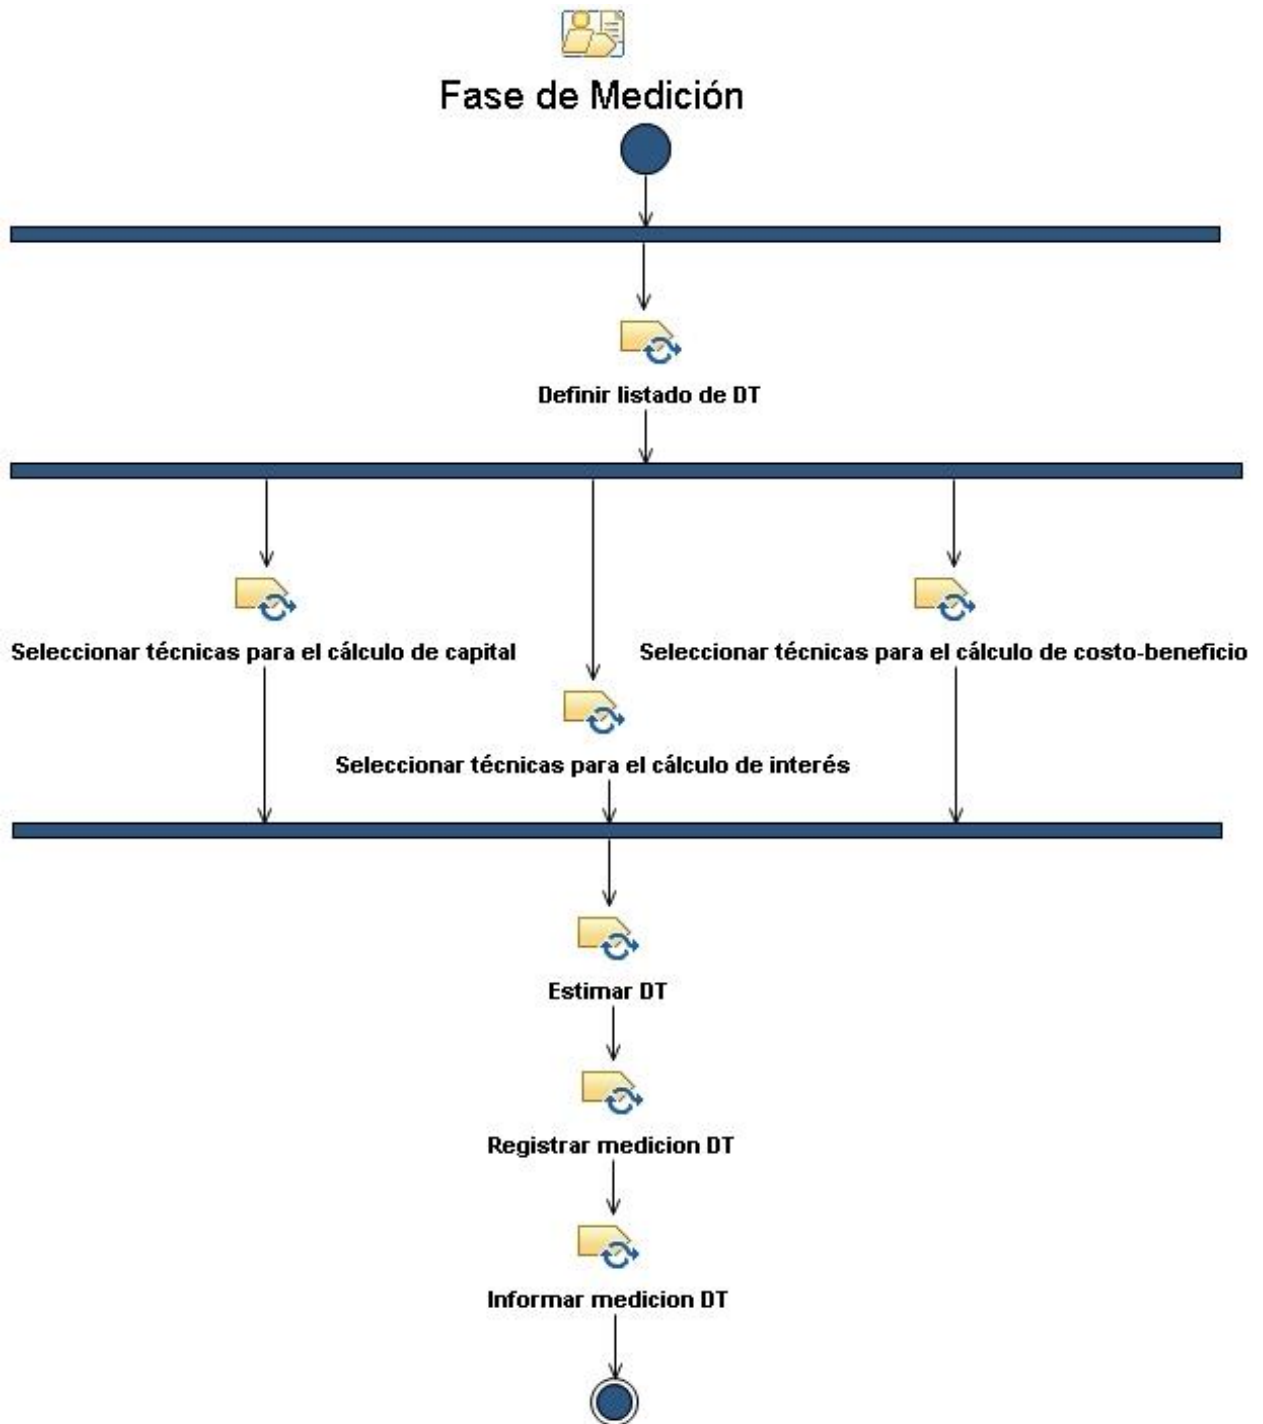 Fase de Medición
Definir listado de DT
Seleccionar técnicas para el cálculo de capital
Seleccionar técnicas para el cálculo de costo-beneficio
Seleccionar técnicas para el cálculo de interés
Estimar DT
Registrar medicion DT
Informar medicion DT